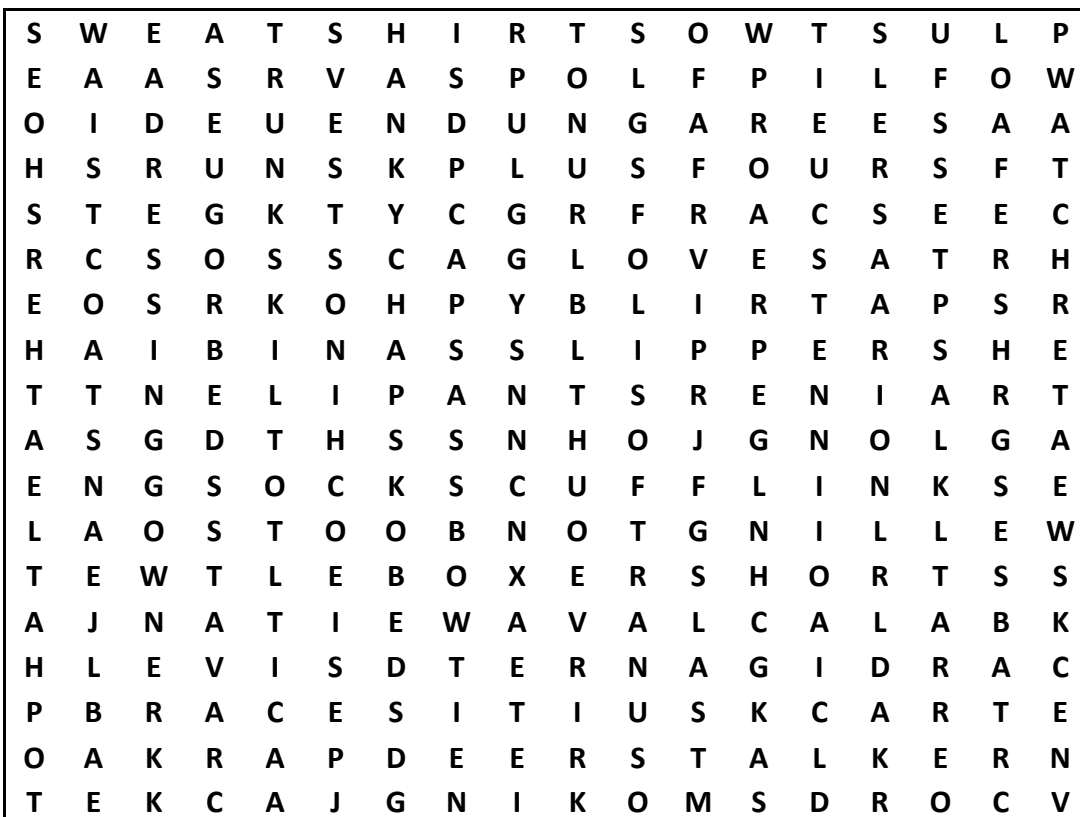 S W E A T S H I R T S O W T S U L P
E A A S R V A S P O L F P I L F O W
O I D E U E N D U N G A R E E S A A
H S R U N S K P L U S F O U R S F T
S T E G K T Y C G R F R A C S E E C
R C S O S S C A G L O V E S A T R H
E O S R K O H P Y B L I R T A P S R
H A I B I N A S S L I P P E R S H E
T T N E L I P A N T S R E N I A R T
A S G D T H S S N H O J G N O L G A
E N G S O C K S C U F F L I N K S E
L A O S T O O B N O T G N I L L E W
T E W T L E B O X E R S H O R T S S
A J N A T I E W A V A L C A L A B K
H L E V I S D T E R N A G I D R A C
P B R A C E S I T I U S K C A R T E
O A K R A P D E E R S T A L K E R N
T E K C A J G N I K O M S D R O C V